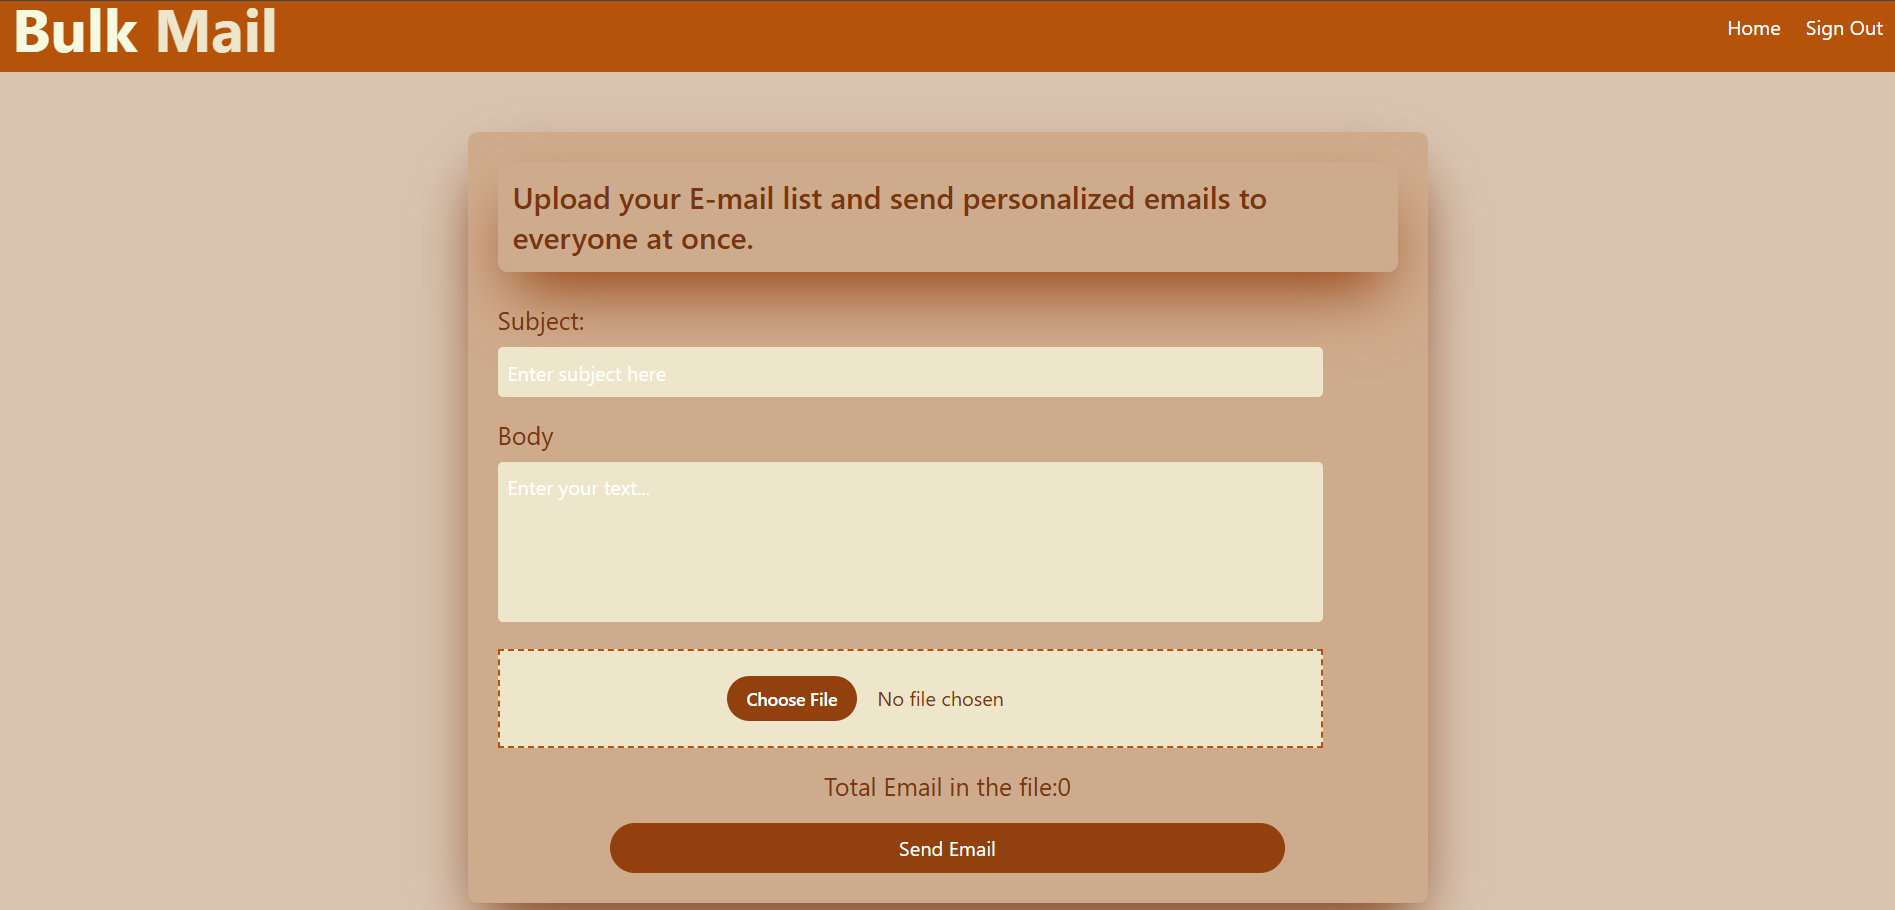 Bulk Mail
Home
Sign Out
Upload your E-mail list and send personalized emails to
everyone at once.
Subject:
Enter subject here
Body
Enter your text...
Choose File
No file chosen
Total Email in the file:0
Send Email